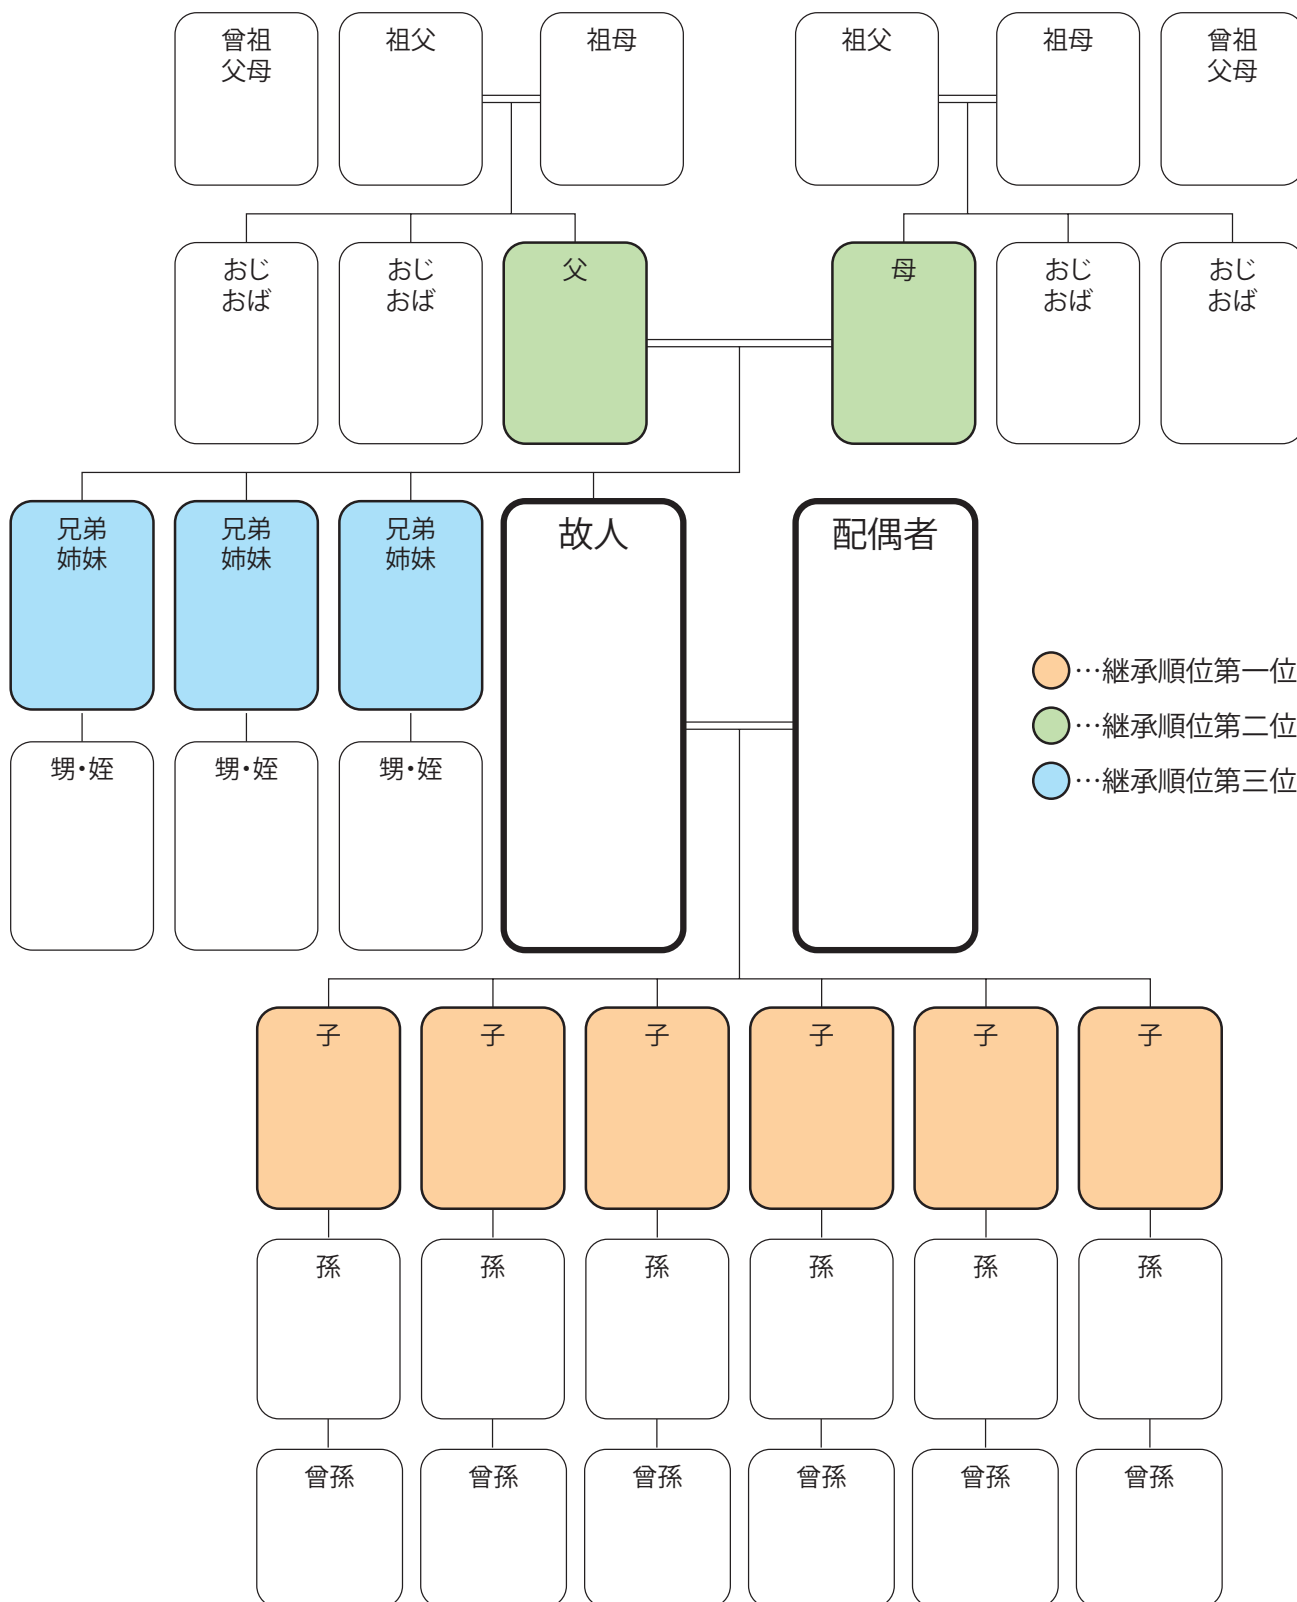 曾祖
父母
祖父
祖母
祖父
祖母
曾祖
父母
おじ
おば
おじ
おば
父
母
おじ
おば
おじ
おば
兄弟
姉妹
兄弟
姉妹
兄弟
姉妹
故人
配偶者
…継承順位第一位
…継承順位第二位
…継承順位第三位
甥・姪
甥・姪
甥・姪
子
子
子
子
子
子
孫
孫
孫
孫
孫
孫
曾孫
曾孫
曾孫
曾孫
曾孫
曾孫